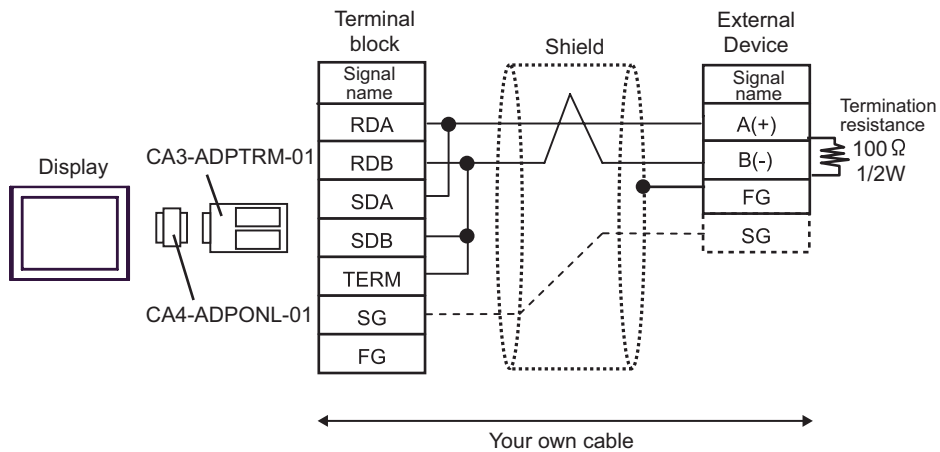 Terminal
block
Shield
External
Device
Signal
name
Signal
name
Termination
resistance
100 Ω
1/2W
RDA
A(+)
CA3-ADPTRM-01
RDB
B(-)
Display
SDA
FG
SDB
SG
TERM
CA4-ADPONL-01
SG
FG
Your own cable